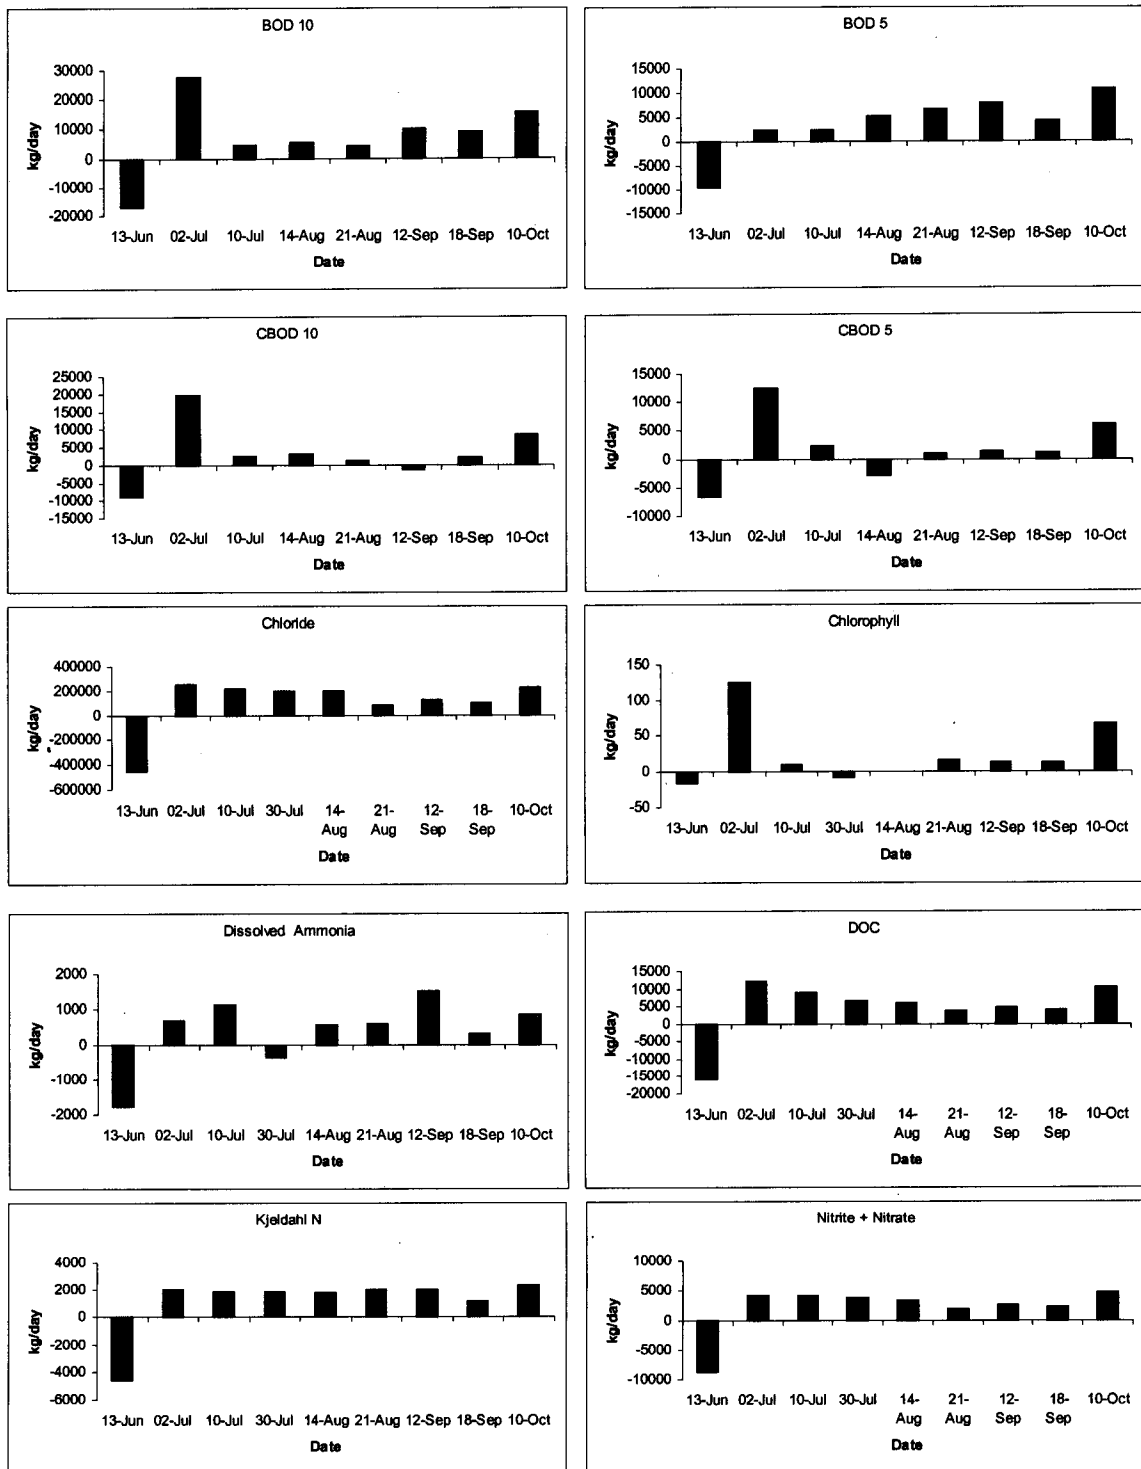 BOD 10
kg/day
30000
20000
10000
0
-10000
-20000
13-Jun 02-Jul 10-Jul 14-Aug 21-Aug 12-Sep 18-Sep 10-Oct
Date
BOD 5
kg/day
15000
10000
5000
0
-5000
-10000
-15000
13-Jun 02-Jul 10-Jul 14-Aug 21-Aug 12-Sep 18-Sep 10-Oct
Date
CBOD 10
kg/day
25000
20000
15000
10000
5000
0
-5000
-10000
-15000
13-Jun 02-Jul 10-Jul 14-Aug 21-Aug 12-Sep 18-Sep 10-Oct
Date
CBOD 5
kg/day
15000
10000
5000
0
-5000
-10000
13-Jun 02-Jul 10-Jul 14-Aug 21-Aug 12-Sep 18-Sep 10-Oct
Date
Chloride
kg/day
400000
200000
0
-200000
-400000
-600000
13-Jun 02-Jul 10-Jul 30-Jul 14- 21- 12- 18- 10-Oct
Aug Aug Sep Sep
Date
Chlorophyll
kg/day
150
100
50
0
-50
13-Jun 02-Jul 10-Jul 30-Jul 14-Aug 21-Aug 12-Sep 18-Sep 10-Oct
Date
Dissolved Ammonia
kg/day
2000
1000
0
-1000
-2000
13-Jun 02-Jul 10-Jul 30-Jul 14-Aug 21-Aug 12-Sep 18-Sep 10-Oct
Date
DOC
kg/day
15000
10000
5000
0
-5000
-10000
-15000
-20000
13-Jun 02-Jul 10-Jul 30-Jul 14- 21- 12- 18- 10-Oct
Aug Aug Sep Sep
Date
Kjeldahl N
kg/day
4000
2000
0
-2000
-4000
-6000
13-Jun 02-Jul 10-Jul 30-Jul 14-Aug 21-Aug 12-Sep 18-Sep 10-Oct
Date
Nitrite + Nitrate
kg/day
10000
5000
0
-5000
-10000
13-Jun 02-Jul 10-Jul 30-Jul 14- 21- 12- 18- 10-Oct
Aug Aug Sep Sep
Date